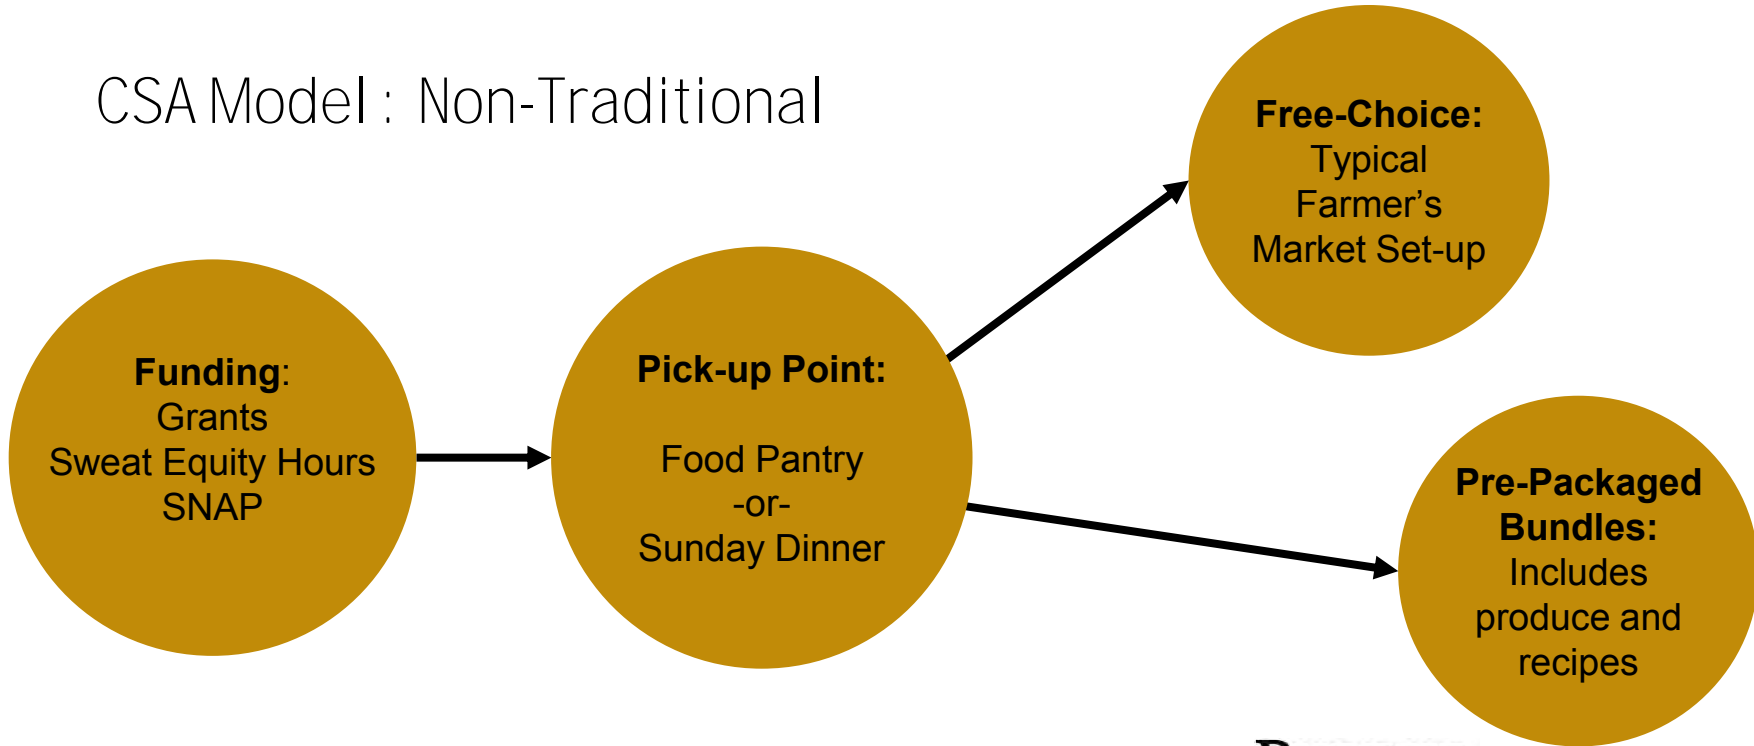 CSA Model : Non-Traditional
Funding:
Grants
Sweat Equity Hours
SNAP
Pick-up Point:
Food Pantry
-or-
Sunday Dinner
Free-Choice:
Typical
Farmer’s
Market Set-up
Pre-Packaged
Bundles:
Includes
produce and
recipes